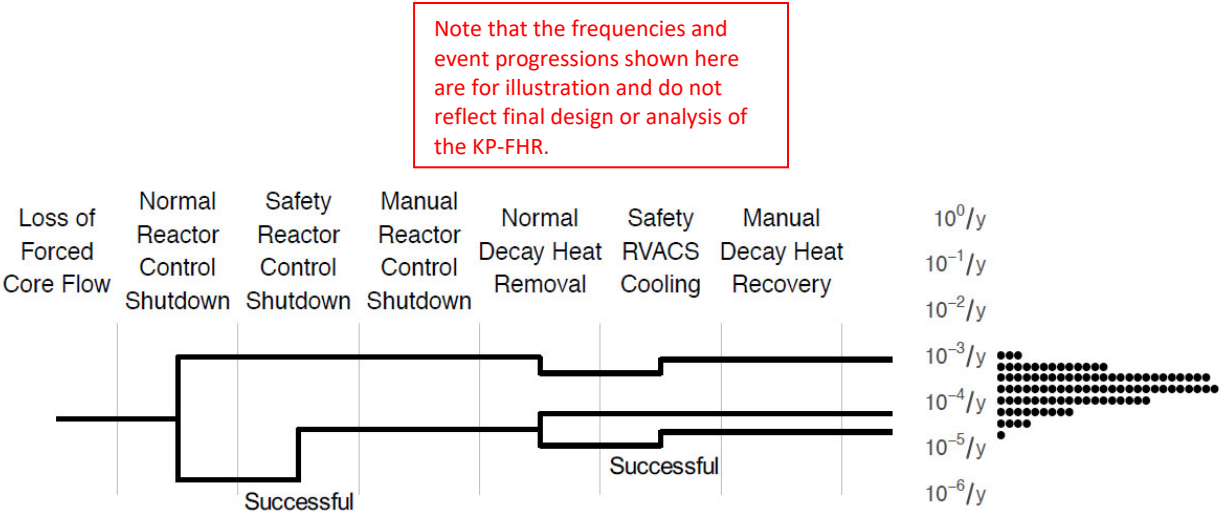 Note that the frequencies and
event progressions shown here
are for illustration and do not
reflect final design or analysis of
the KP-FHR.
Loss of
Forced
Core Flow
Normal
Reactor
Control
Shutdown
Safety
Reactor
Control
Shutdown
Manual
Reactor
Control
Shutdown
Normal
Decay Heat
Removal
Safety
RVACS
Cooling
Manual
Decay Heat
Recovery
10⁰/y
10⁻¹/y
10⁻²/y
10⁻³/y
10⁻⁴/y
10⁻⁵/y
10⁻⁶/y
Successful
Successful